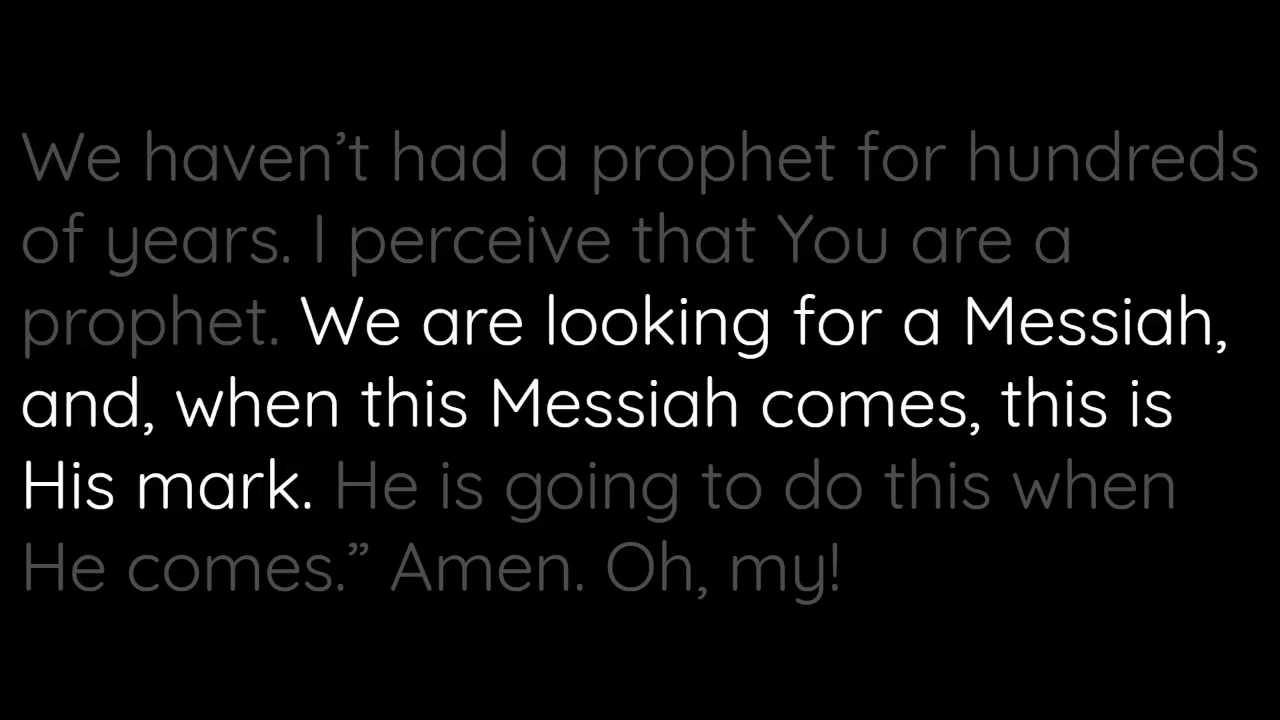 We haven’t had a prophet for hundreds
of years. I perceive that You are a
prophet. We are looking for a Messiah,
and, when this Messiah comes, this is
His mark. He is going to do this when
He comes.” Amen. Oh, my!